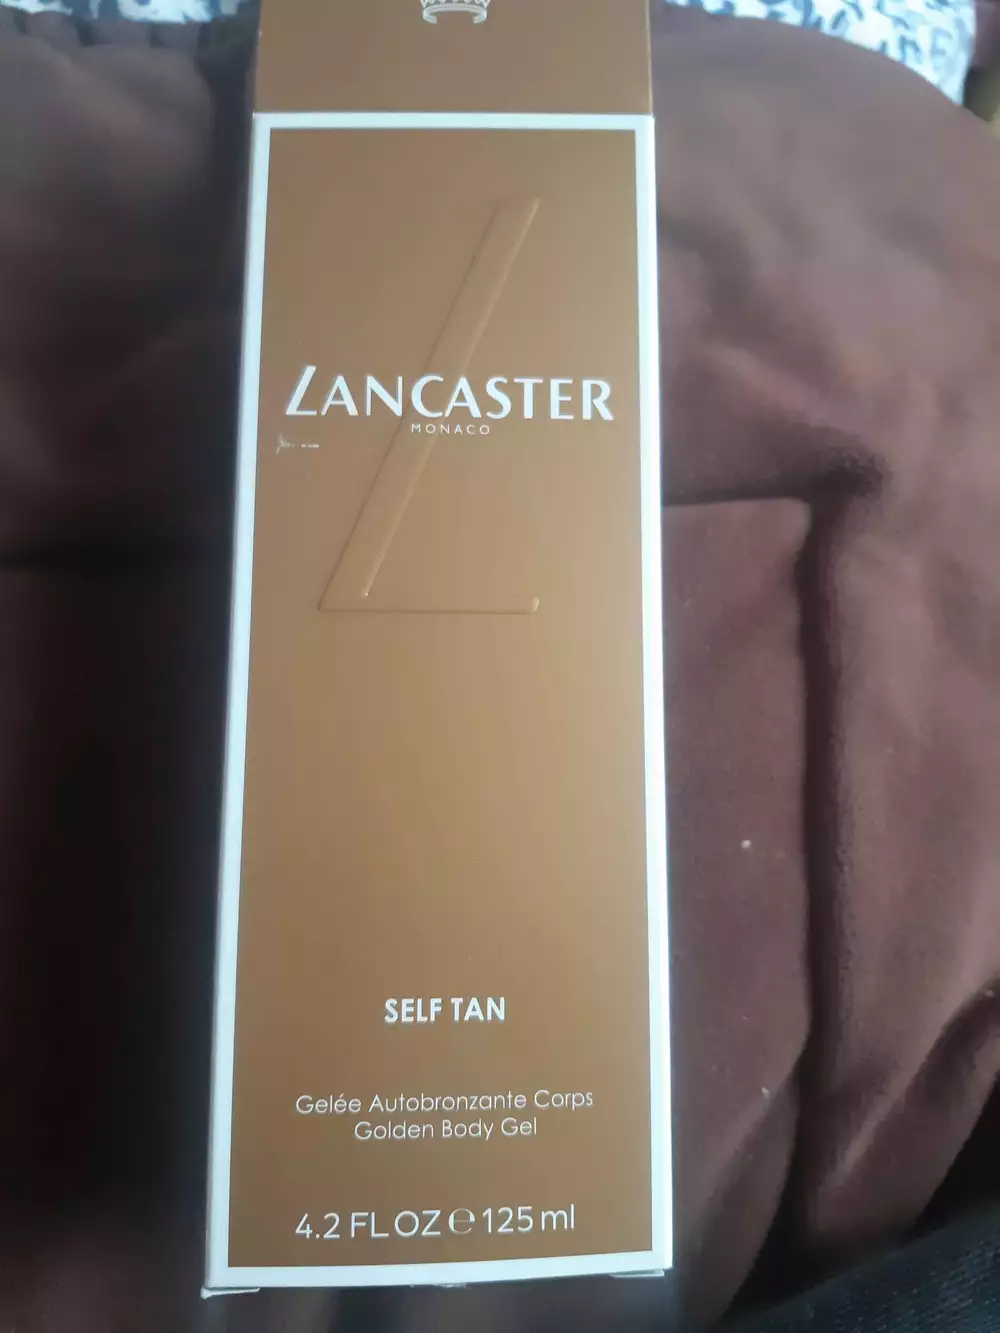 LANCASTER
MONACO
SELF TAN
Gelée Autobronzante Corps
Golden Body Gel
4.2 FL OZ ℮ 125 ml